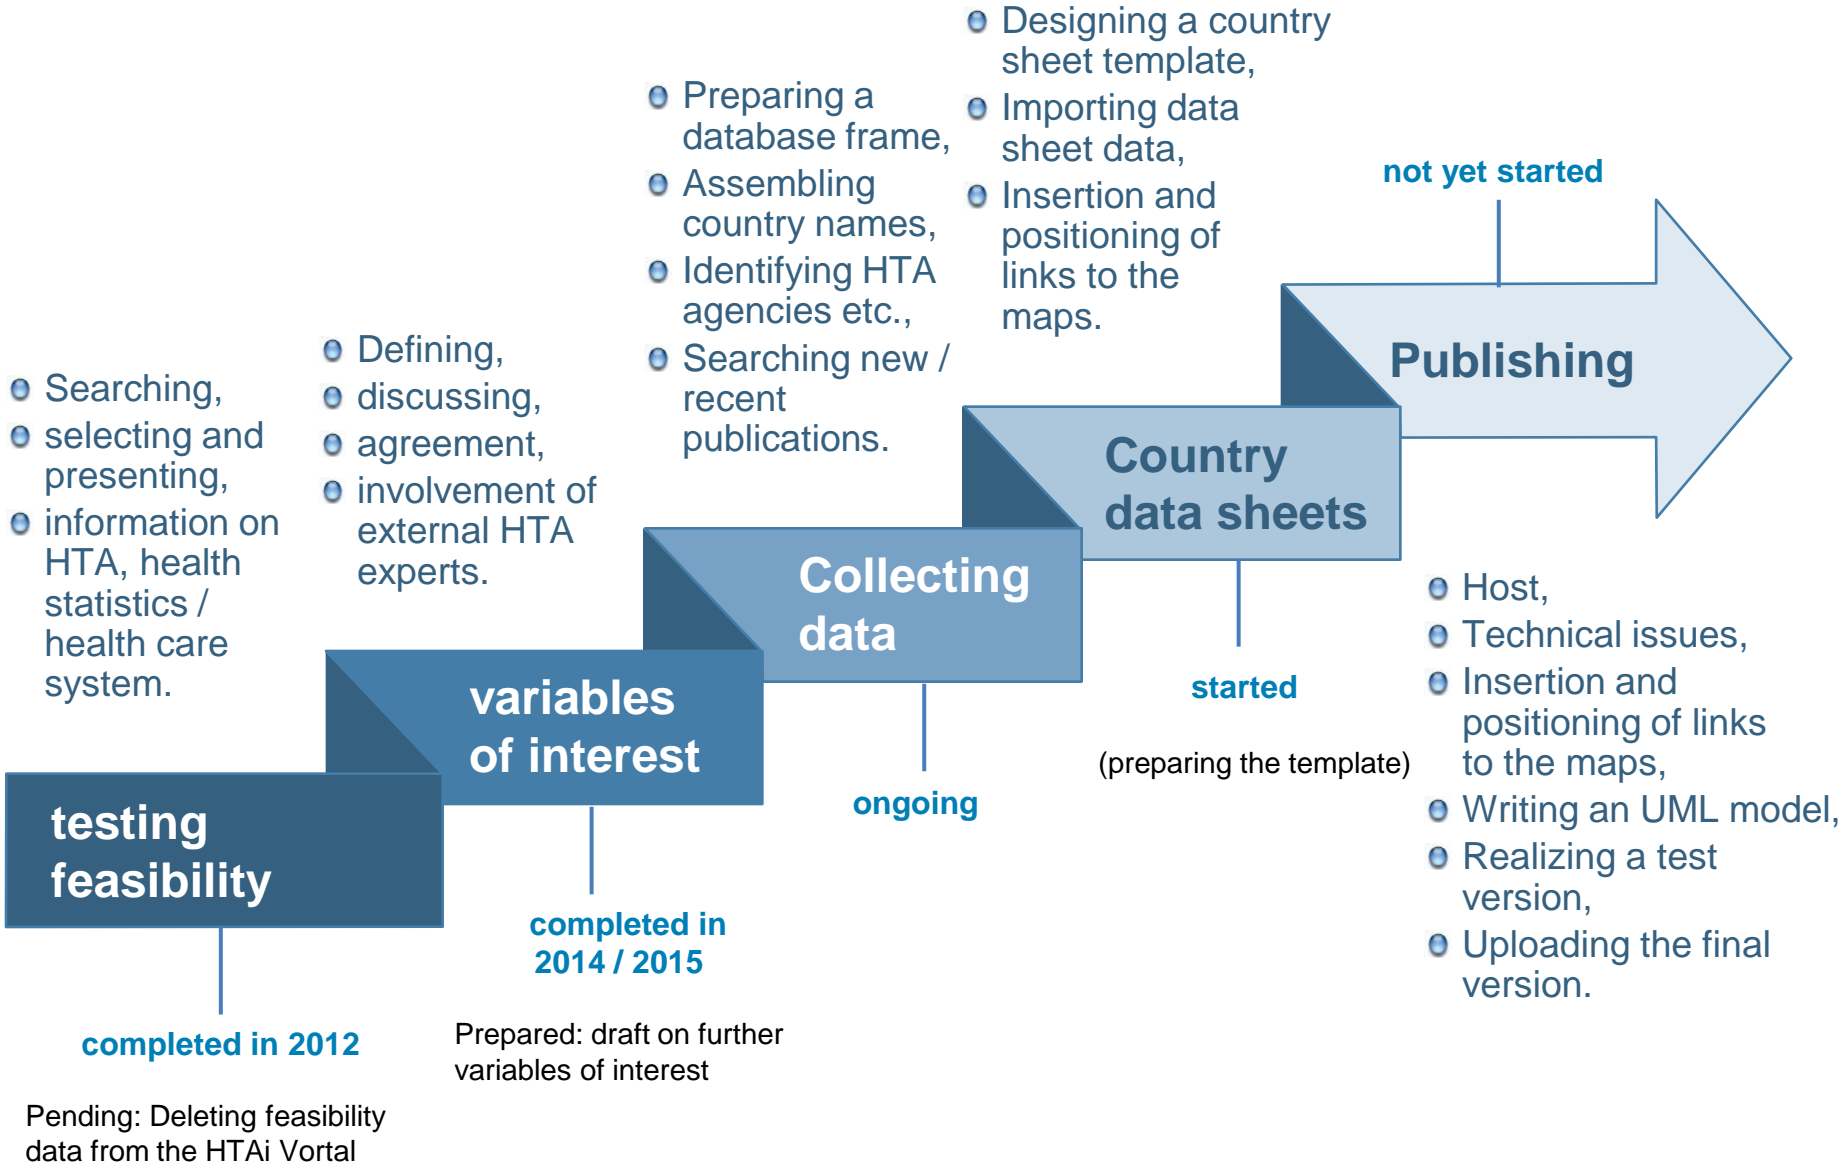 Searching,
selecting and
presenting,
information on
HTA, health
statistics /
health care
system.
testing
feasibility
completed in 2012
Pending: Deleting feasibility
data from the HTAi Vortal
Defining,
discussing,
agreement,
involvement of
external HTA
experts.
variables
of interest
completed in
2014 / 2015
Prepared: draft on further
variables of interest
Preparing a
database frame,
Assembling
country names,
Identifying HTA
agencies etc.,
Searching new /
recent
publications.
Collecting
data
ongoing
Designing a country
sheet template,
Importing data
sheet data,
Insertion and
positioning of
links to the
maps.
Country
data sheets
started
(preparing the template)
not yet started
Publishing
Host,
Technical issues,
Insertion and
positioning of links
to the maps,
Writing an UML model,
Realizing a test
version,
Uploading the final
version.